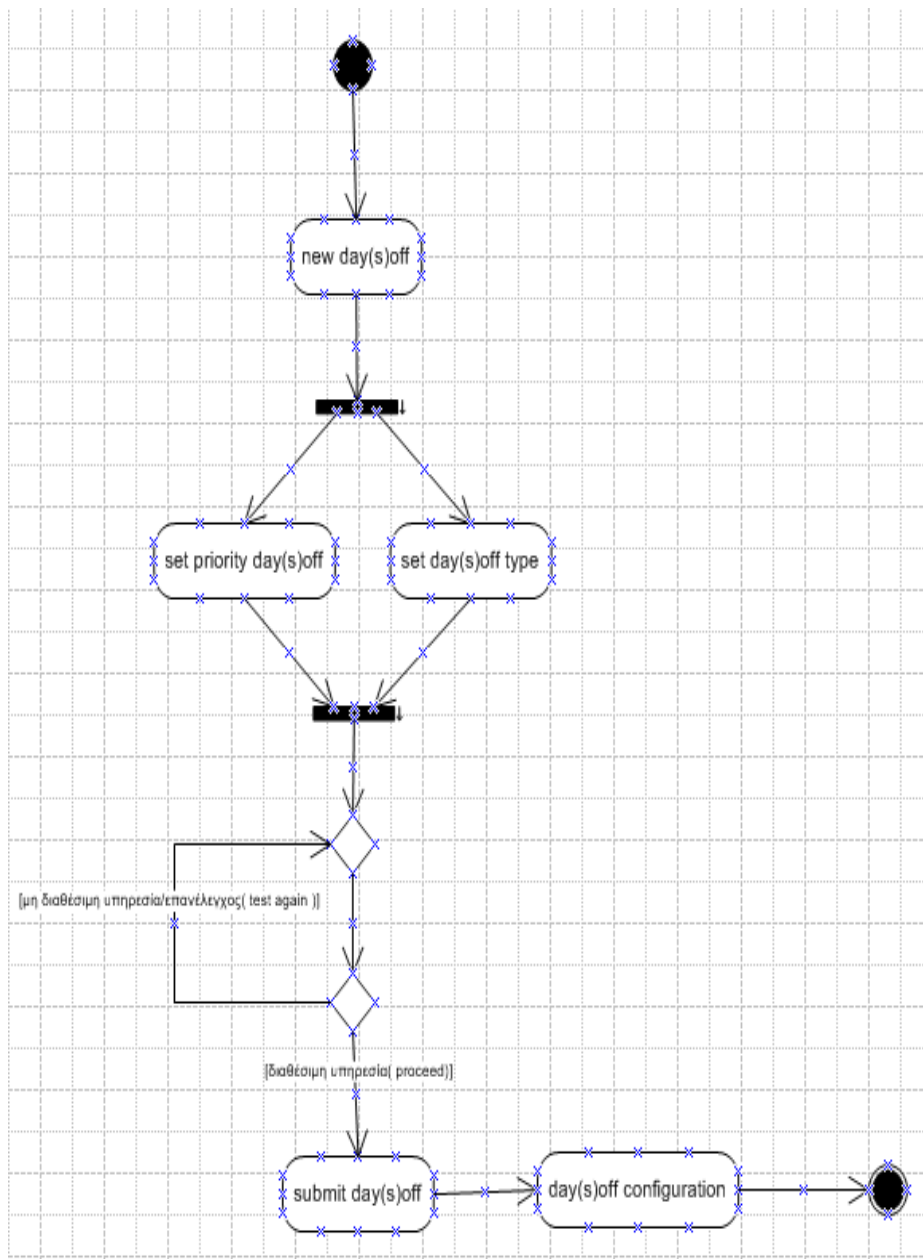 new day(s)off
set priority day(s)off
set day(s)off type
[μη διαθέσιμη υπηρεσία/επανέλεγχος( test again )]
[διαθέσιμη υπηρεσία( proceed)]
submit day(s)off
day(s)off configuration